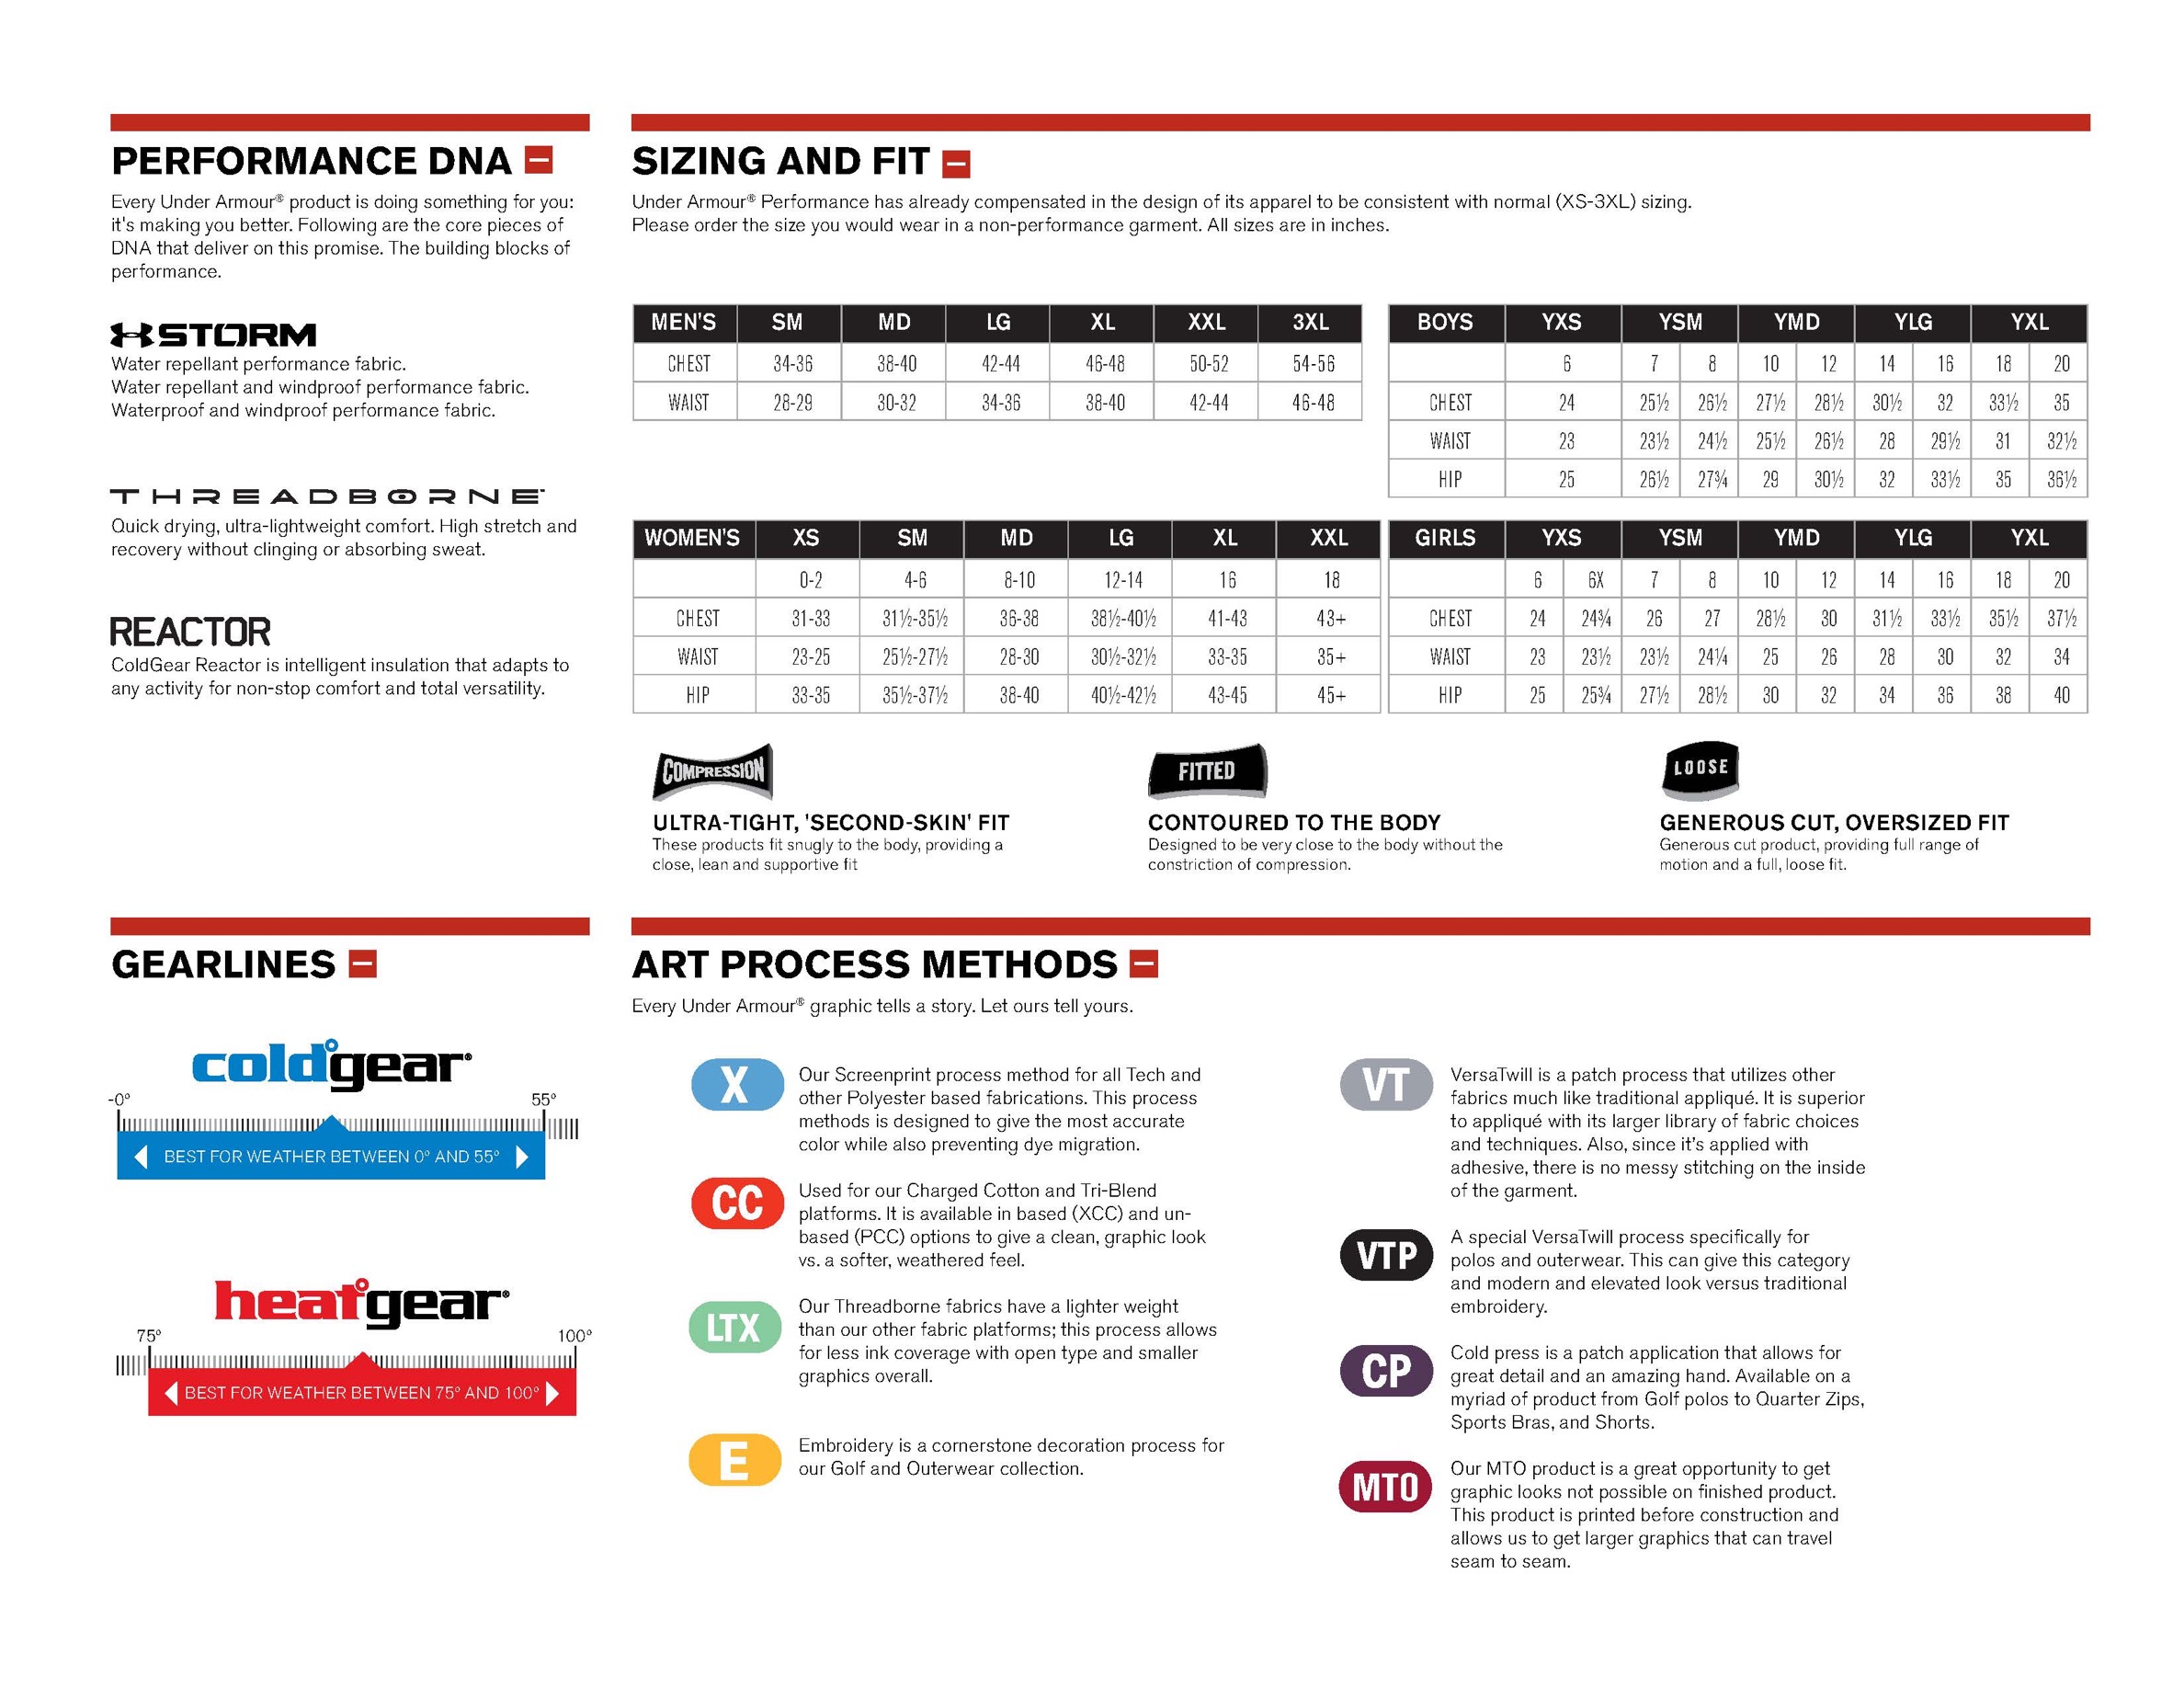 PERFORMANCE DNA
Every Under Armour® product is doing something for you:
it's making you better. Following are the core pieces of
DNA that deliver on this promise. The building blocks of
performance.
STORM
Water repellant performance fabric.
Water repellant and windproof performance fabric.
Waterproof and windproof performance fabric.
THREADBORNE
Quick drying, ultra-lightweight comfort. High stretch and
recovery without clinging or absorbing sweat.
REACTOR
ColdGear Reactor is intelligent insulation that adapts to
any activity for non-stop comfort and total versatility.
SIZING AND FIT
Under Armour® Performance has already compensated in the design of its apparel to be consistent with normal (XS-3XL) sizing.
Please order the size you would wear in a non-performance garment. All sizes are in inches.
MEN'S SM MD LG XL XXL 3XL
CHEST 34-36 38-40 42-44 46-48 50-52 54-56
WAIST 28-29 30-32 34-36 38-40 42-44 46-48
BOYS YXS YSM YMD YLG YXL
6 7 8 10 12 14 16 18 20
CHEST 24 25½ 26½ 27½ 28½ 30½ 32 33½ 35
WAIST 23 23½ 24½ 25½ 26½ 28 29½ 31 32½
HIP 25 26½ 27¾ 29 30½ 32 33½ 35 36½
WOMEN'S XS SM MD LG XL XXL
0-2 4-6 8-10 12-14 16 18
CHEST 31-33 31½-35½ 36-38 38½-40½ 41-43 43+
WAIST 23-25 25½-27½ 28-30 30½-32½ 33-35 35+
HIP 33-35 35½-37½ 38-40 40½-42½ 43-45 45+
GIRLS YXS YSM YMD YLG YXL
6 6X 7 8 10 12 14 16 18 20
CHEST 24 24¾ 26 27 28½ 30 31½ 33½ 35½ 37½
WAIST 23 23½ 23½ 24¼ 25 26 28 30 32 34
HIP 25 25¾ 27½ 28½ 30 32 34 36 38 40
COMPRESSION
ULTRA-TIGHT, 'SECOND-SKIN' FIT
These products fit snugly to the body, providing a
close, lean and supportive fit
FITTED
CONTOURED TO THE BODY
Designed to be very close to the body without the
constriction of compression.
LOOSE
GENEROUS CUT, OVERSIZED FIT
Generous cut product, providing full range of
motion and a full, loose fit.
GEARLINES
coldgear®
-0° 55°
BEST FOR WEATHER BETWEEN 0° AND 55°
heatgear®
75° 100°
BEST FOR WEATHER BETWEEN 75° AND 100°
ART PROCESS METHODS
Every Under Armour® graphic tells a story. Let ours tell yours.
X
Our Screenprint process method for all Tech and
other Polyester based fabrications. This process
methods is designed to give the most accurate
color while also preventing dye migration.
CC
Used for our Charged Cotton and Tri-Blend
platforms. It is available in based (XCC) and un-
based (PCC) options to give a clean, graphic look
vs. a softer, weathered feel.
LTX
Our Threadborne fabrics have a lighter weight
than our other fabric platforms; this process allows
for less ink coverage with open type and smaller
graphics overall.
E
Embroidery is a cornerstone decoration process for
our Golf and Outerwear collection.
VT
VersaTwill is a patch process that utilizes other
fabrics much like traditional appliqué. It is superior
to appliqué with its larger library of fabric choices
and techniques. Also, since it's applied with
adhesive, there is no messy stitching on the inside
of the garment.
VTP
A special VersaTwill process specifically for
polos and outerwear. This can give this category
and modern and elevated look versus traditional
embroidery.
CP
Cold press is a patch application that allows for
great detail and an amazing hand. Available on a
myriad of product from Golf polos to Quarter Zips,
Sports Bras, and Shorts.
MTO
Our MTO product is a great opportunity to get
graphic looks not possible on finished product.
This product is printed before construction and
allows us to get larger graphics that can travel
seam to seam.